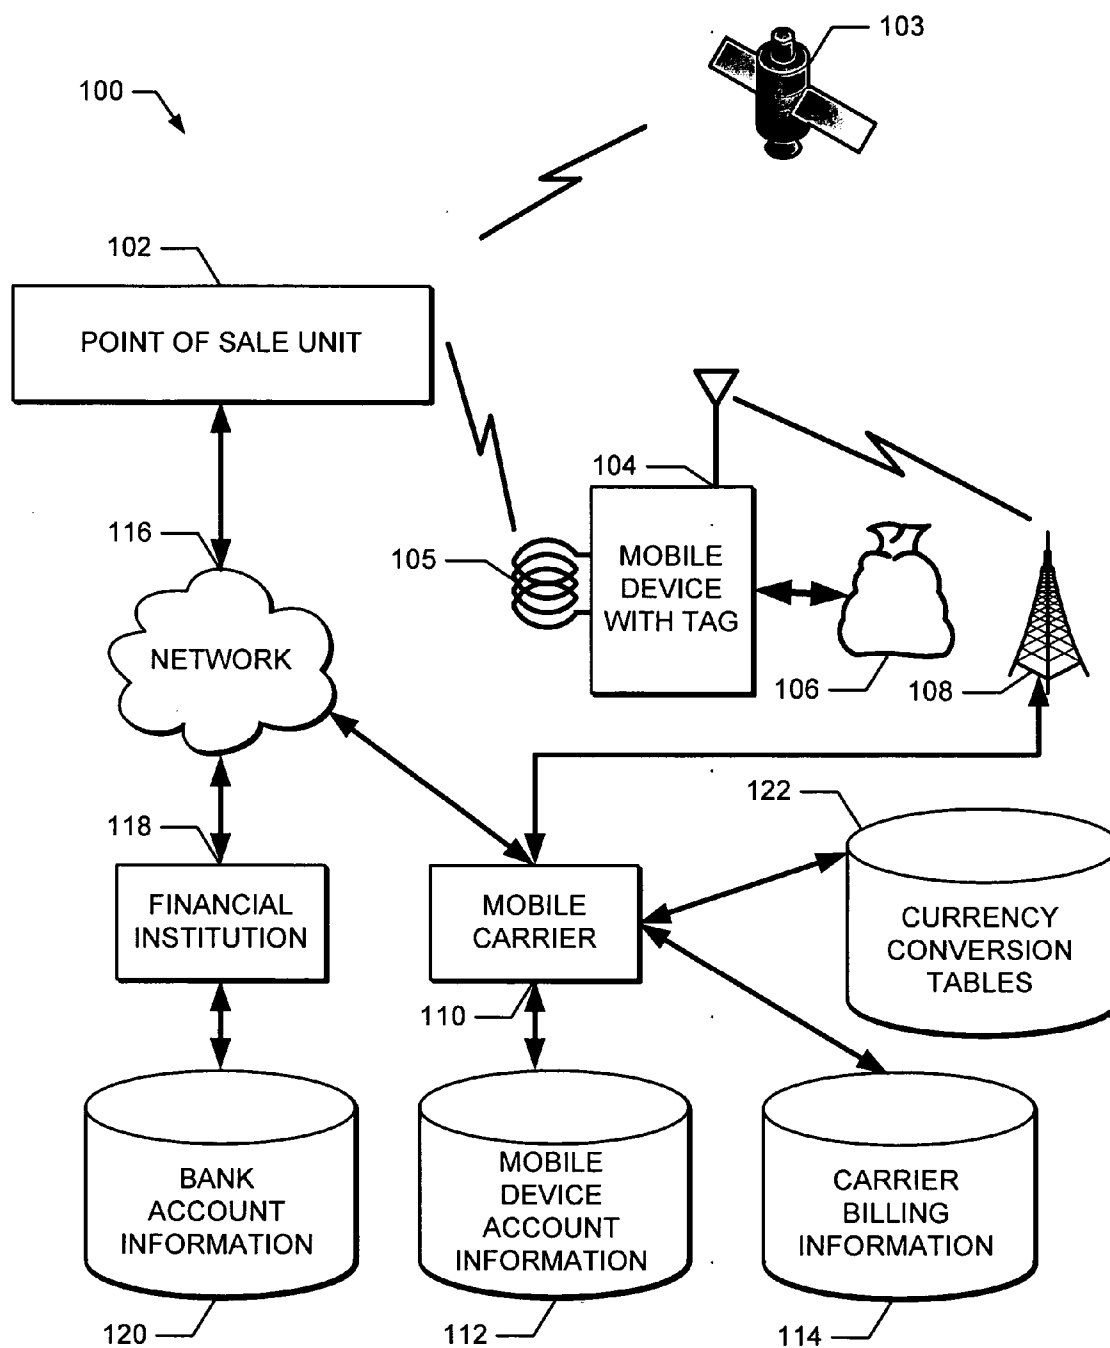 103
100
102
POINT OF SALE UNIT
104
116
105
MOBILE
DEVICE
WITH TAG
NETWORK
106
108
122
118
FINANCIAL
INSTITUTION
MOBILE
CARRIER
CURRENCY
CONVERSION
TABLES
110
BANK
ACCOUNT
INFORMATION
MOBILE
DEVICE
ACCOUNT
INFORMATION
CARRIER
BILLING
INFORMATION
120
112
114